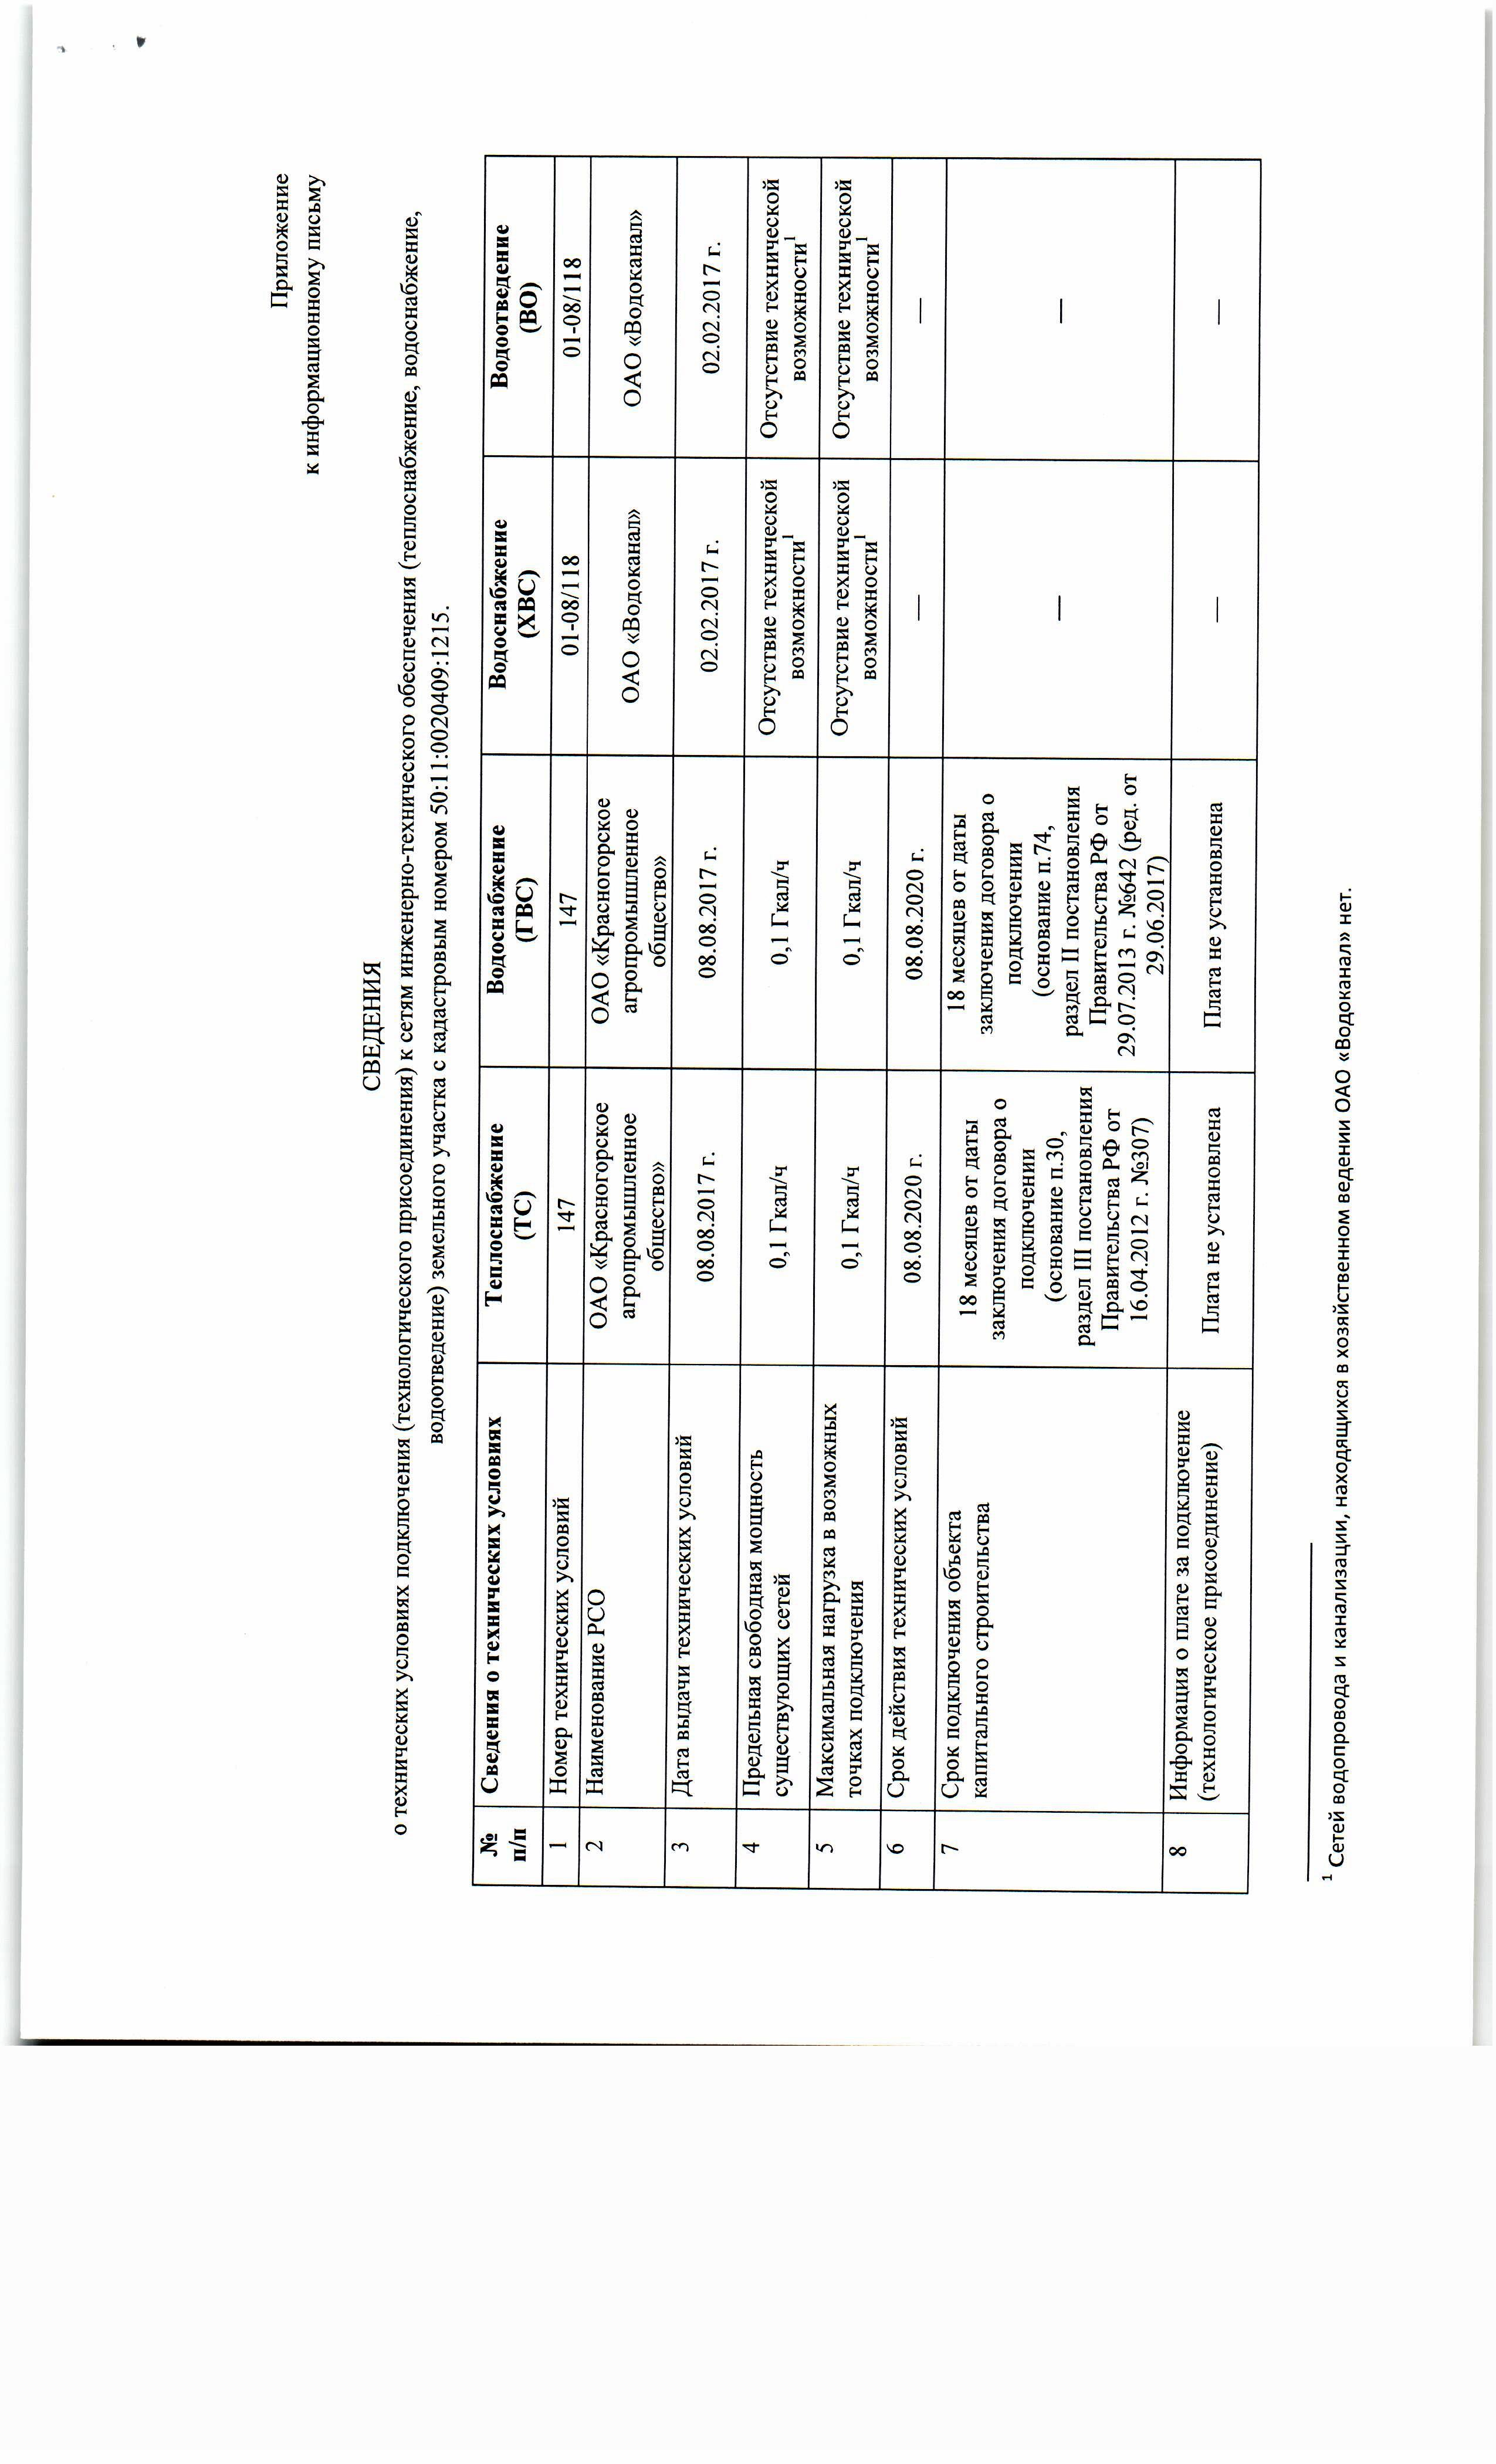 Приложение
к информационному письму
СВЕДЕНИЯ
о технических условиях подключения (технологического присоединения) к сетям инженерно-технического обеспечения (теплоснабжение, водоснабжение,
водоотведение) земельного участка с кадастровым номером 50:11:0020409:1215.
№
п/п
Сведения о технических условиях
Теплоснабжение
(ТС)
Водоснабжение
(ГВС)
Водоснабжение
(ХВС)
Водоотведение
(ВО)
1
Номер технических условий
147
147
01-08/118
01-08/118
2
Наименование РСО
ОАО «Красногорское
агропромышленное
общество»
ОАО «Красногорское
агропромышленное
общество»
ОАО «Водоканал»
ОАО «Водоканал»
3
Дата выдачи технических условий
08.08.2017 г.
08.08.2017 г.
02.02.2017 г.
02.02.2017 г.
4
Предельная свободная мощность
существующих сетей
0,1 Гкал/ч
0,1 Гкал/ч
Отсутствие технической
возможности¹
Отсутствие технической
возможности¹
5
Максимальная нагрузка в возможных
точках подключения
0,1 Гкал/ч
0,1 Гкал/ч
Отсутствие технической
возможности¹
Отсутствие технической
возможности¹
6
Срок действия технических условий
08.08.2020 г.
08.08.2020 г.
—
—
7
Срок подключения объекта
капитального строительства
18 месяцев от даты
заключения договора о
подключении
(основание п.30,
раздел III постановления
Правительства РФ от
16.04.2012 г. №307)
18 месяцев от даты
заключения договора о
подключении
(основание п.74,
раздел II постановления
Правительства РФ от
29.07.2013 г. №642 (ред. от
29.06.2017)
—
—
8
Информация о плате за подключение
(технологическое присоединение)
Плата не установлена
Плата не установлена
—
—
¹ Сетей водопровода и канализации, находящихся в хозяйственном ведении ОАО «Водоканал» нет.